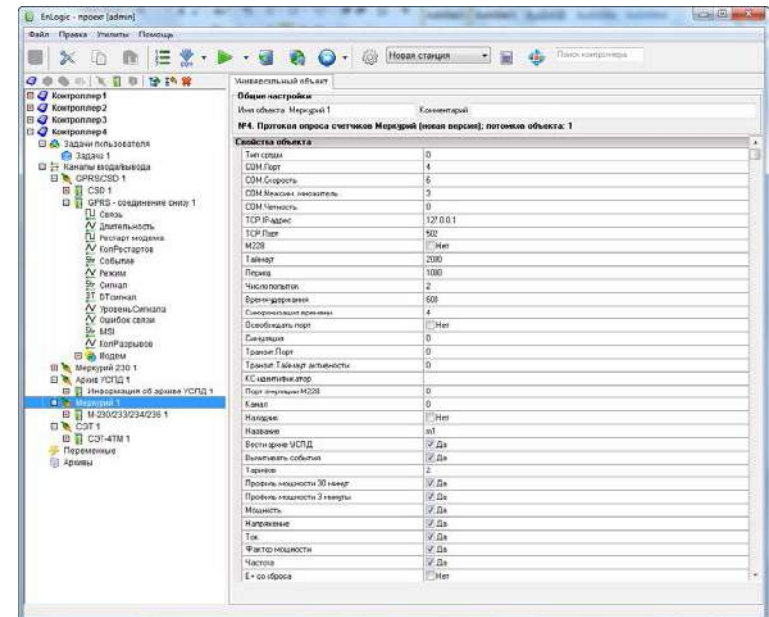 EnLogic - проект [admin]
Файл Правка Утилиты Помощь
Новая станция
Поиск контроллера
Контроллер1
Контроллер2
Контроллер3
Контроллер4
Задачи пользователя
Задача 1
Каналы ввода/вывода
GPRS/CSD 1
CSD 1
GPRS - соединение снизу 1
Связь
Длительность
Рестарт модема
КолРестартов
Событие
Режим
Сигнал
DTсигнал
УровеньСигнала
Ошибок связи
MSI
КолРазрывов
Модем
Меркурий 230 1
Архив УСПД 1
Информация об архиве УСПД 1
Меркурий 1
М-230/233/234/236 1
СЭТ 1
СЭТ-4ТМ 1
Переменные
Архивы
Универсальный объект
Общие настройки
Имя объекта Меркурий 1 Комментарий
№4. Протокол опроса счетчиков Меркурий (новая версия); потомков объекта: 1
Свойства объекта
Тип связи 0
COM.Порт 4
COM.Скорость 6
COM.Межсимв. множитель 3
COM.Четность 0
TCP.IP-адрес 127.0.0.1
TCP.Порт 502
M228 Нет
Таймаут 2000
Период 1000
Число попыток 2
Время удержания 600
Синхронизация времени 4
Освобождать порт Нет
Симуляция 0
Транзит.Порт 0
Транзит.Таймаут активности 0
КС-идентификатор
Порт эмуляции M228 0
Канал 0
Наладчик Нет
Название m1
Вести архив УСПД Да
Вычитывать события Да
Тарифов 2
Профиль мощности 30 минут Да
Профиль мощности 3 минуты Да
Мощность Да
Напряжение Да
Ток Да
Фактор мощности Да
Частота Да
E+ со сброса Нет